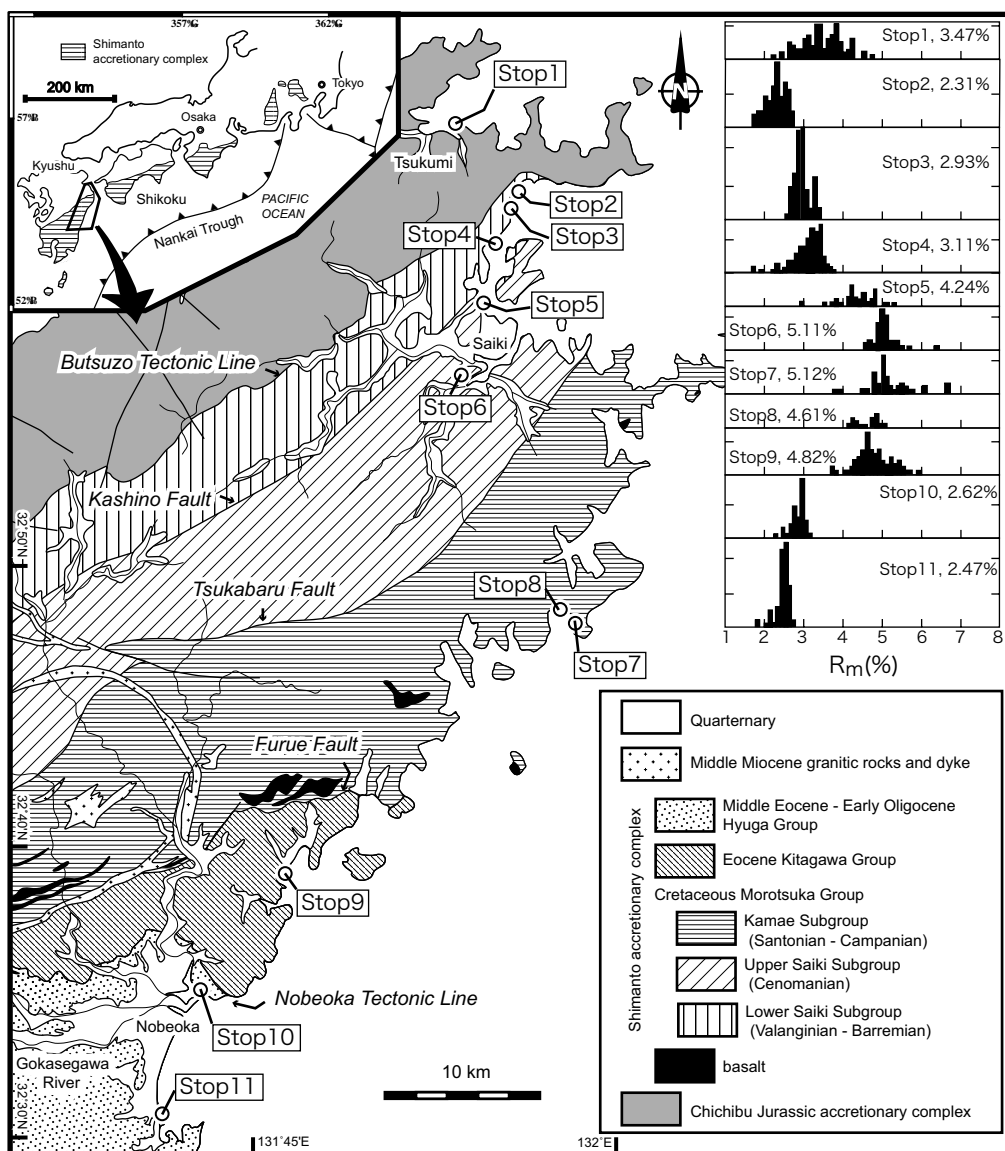 357%G
362%G
Shimanto
accretionary complex
200 km
Tokyo
57%B
Osaka
Kyushu
Shikoku
PACIFIC
OCEAN
Nankai Trough
52%B
N
Stop1
Tsukumi
Stop2
Stop3
Stop4
Stop5
Saiki
Butsuzo Tectonic Line
Stop6
Kashino Fault
32°50'N
Tsukabaru Fault
Stop8
Stop7
Furue Fault
32°40'N
Stop9
Nobeoka Tectonic Line
Nobeoka
Stop10
Gokasegawa
River
Stop11
10 km
32°30'N
131°45'E
132°E
Stop1, 3.47%
Stop2, 2.31%
Stop3, 2.93%
Stop4, 3.11%
Stop5, 4.24%
Stop6, 5.11%
Stop7, 5.12%
Stop8, 4.61%
Stop9, 4.82%
Stop10, 2.62%
Stop11, 2.47%
1 2 3 4 5 6 7 8
Rm(%)
Quarternary
Middle Miocene granitic rocks and dyke
Shimanto accretionary complex
Middle Eocene - Early Oligocene
Hyuga Group
Eocene Kitagawa Group
Cretaceous Morotsuka Group
Kamae Subgroup
(Santonian - Campanian)
Upper Saiki Subgroup
(Cenomanian)
Lower Saiki Subgroup
(Valanginian - Barremian)
basalt
Chichibu Jurassic accretionary complex